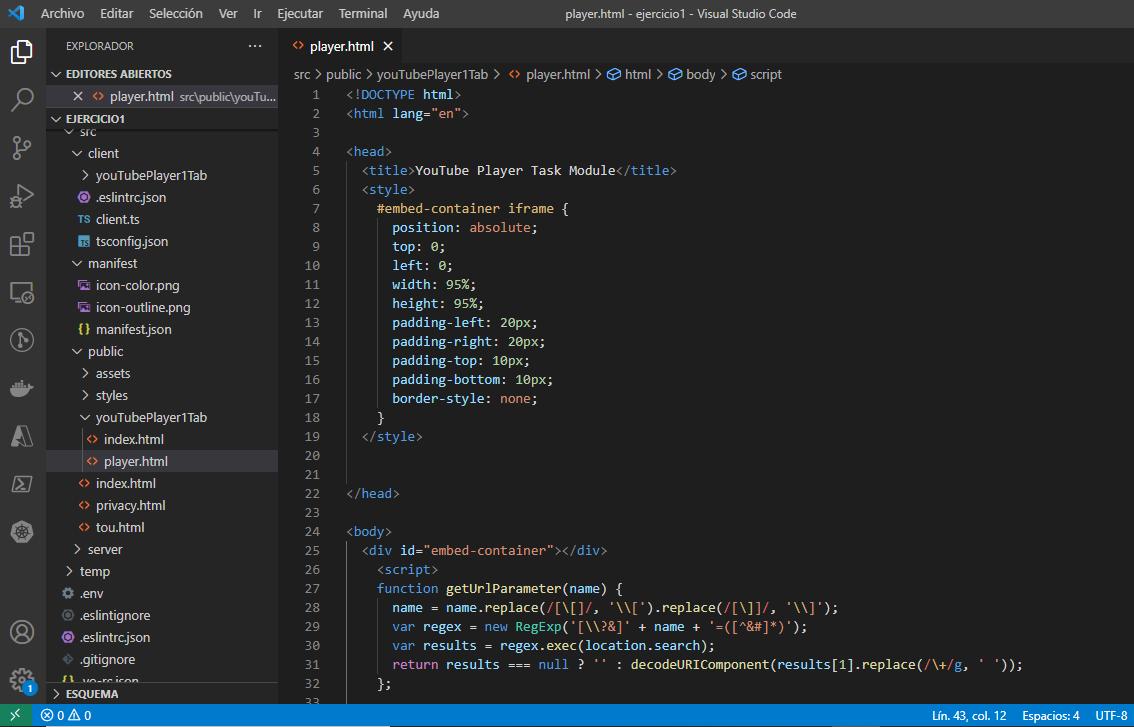 Archivo Editar Selección Ver Ir Ejecutar Terminal Ayuda player.html - ejercicio1 - Visual Studio Code
EXPLORADOR ···
EDITORES ABIERTOS
player.html src\public\youTu...
EJERCICIO1
src
client
youTubePlayer1Tab
.eslintrc.json
TS client.ts
TS tsconfig.json
manifest
icon-color.png
icon-outline.png
{} manifest.json
public
assets
styles
youTubePlayer1Tab
index.html
player.html
index.html
privacy.html
tou.html
server
temp
.env
.eslintignore
.eslintrc.json
.gitignore
{} .yo-rc.json
ESQUEMA
1
player.html
src > public > youTubePlayer1Tab > player.html > html > body > script
1 <!DOCTYPE html>
2 <html lang="en">
3
4 <head>
5 <title>YouTube Player Task Module</title>
6 <style>
7 #embed-container iframe {
8 position: absolute;
9 top: 0;
10 left: 0;
11 width: 95%;
12 height: 95%;
13 padding-left: 20px;
14 padding-right: 20px;
15 padding-top: 10px;
16 padding-bottom: 10px;
17 border-style: none;
18 }
19 </style>
20
21
22 </head>
23
24 <body>
25 <div id="embed-container"></div>
26 <script>
27 function getUrlParameter(name) {
28 name = name.replace(/[\[]/, '\\[').replace(/[\]]/, '\\]');
29 var regex = new RegExp('[\\?&]' + name + '=([^&#]*)');
30 var results = regex.exec(location.search);
31 return results === null ? '' : decodeURIComponent(results[1].replace(/\+/g, ' '));
32 };
33
0 0 Lín. 43, col. 12 Espacios: 4 UTF-8